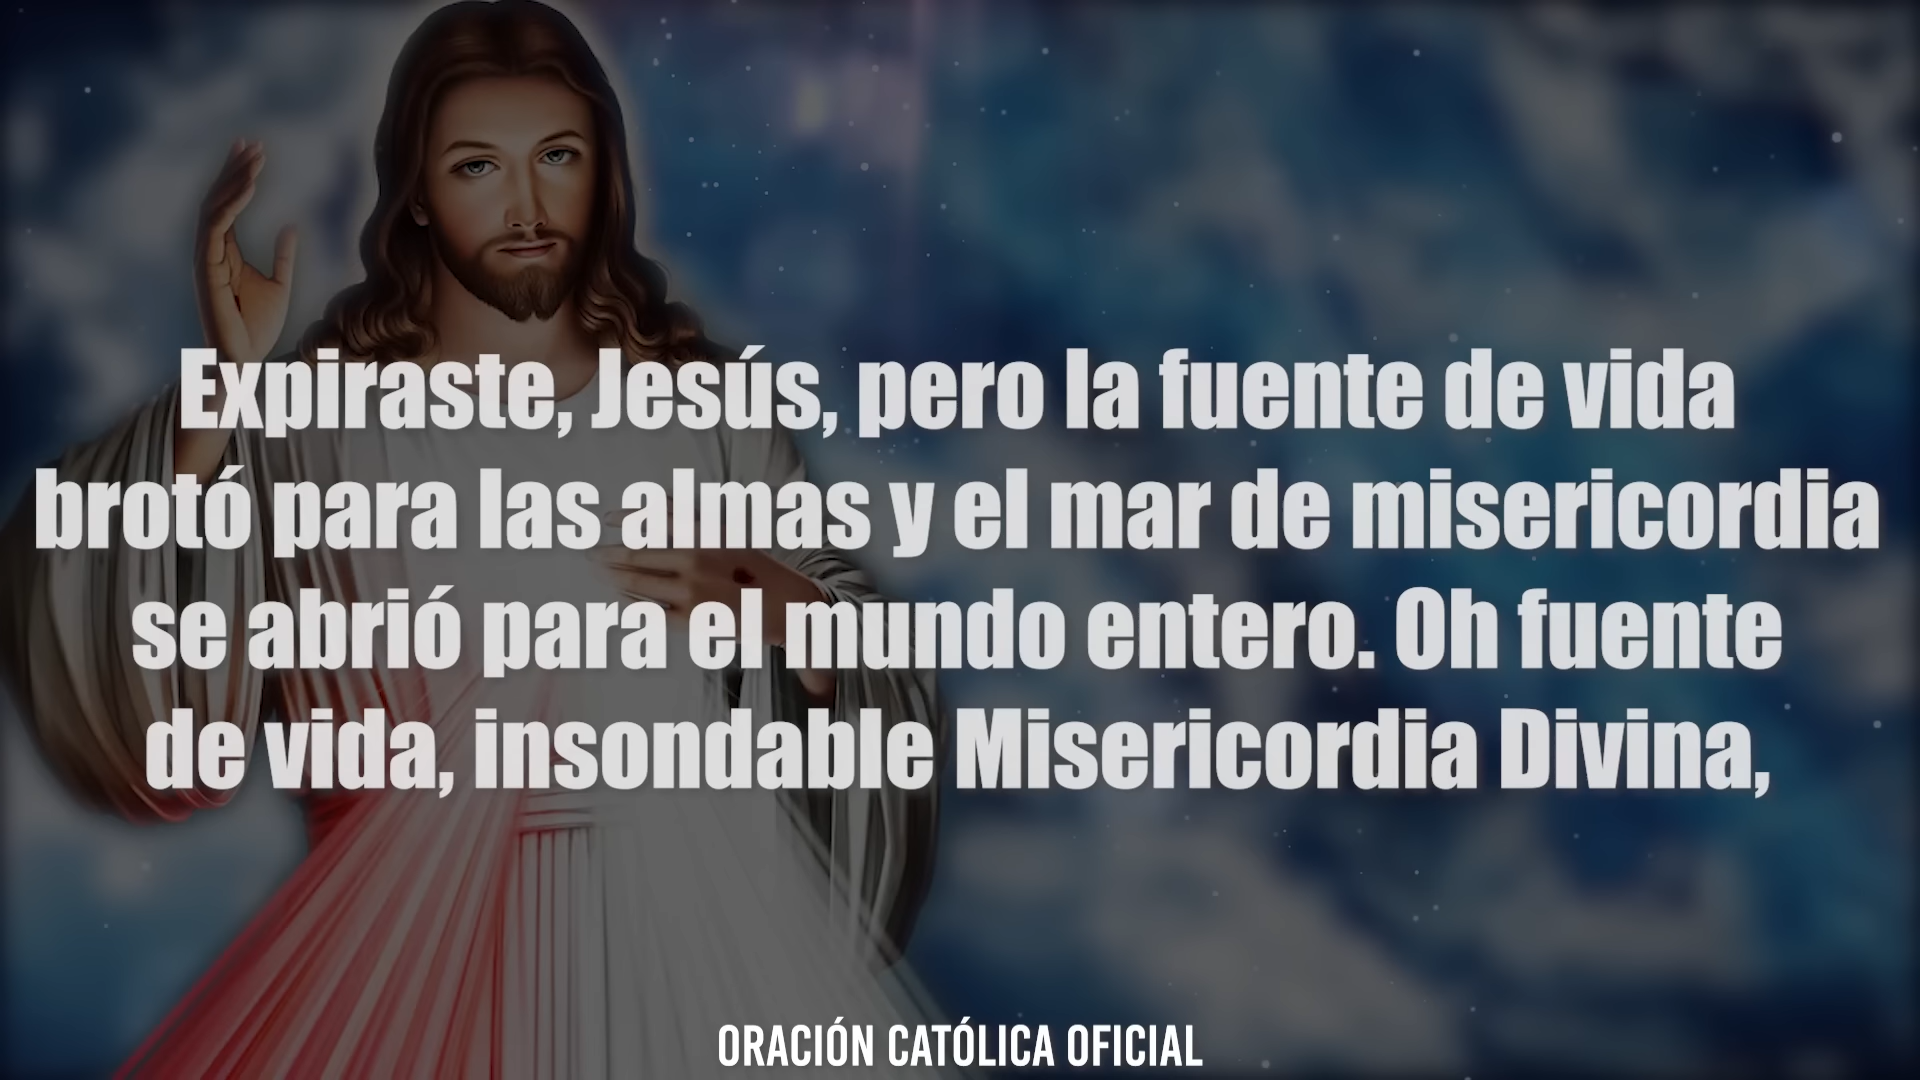 Expiraste, Jesús, pero la fuente de vida
brotó para las almas y el mar de misericordia
se abrió para el mundo entero. Oh fuente
de vida, insondable Misericordia Divina,
ORACIÓN CATÓLICA OFICIAL